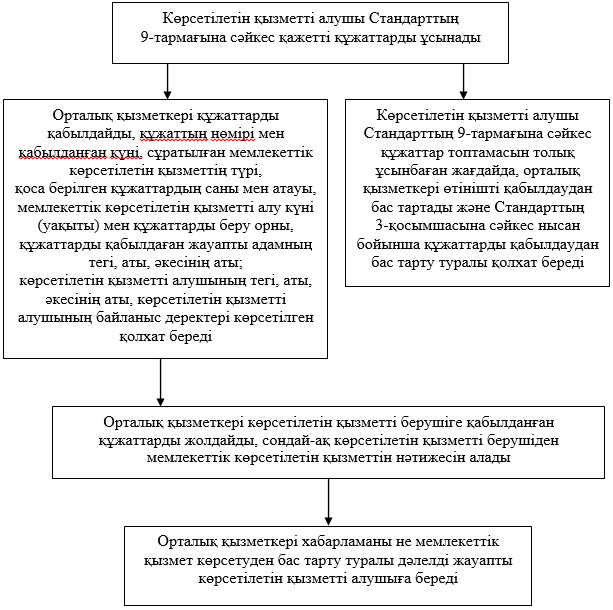 Көрсетілетін қызметті алушы Стандарттың
9-тармағына сәйкес қажетті құжаттарды ұсынады
Орталық қызметкері құжаттарды
қабылдайды, құжаттың нөмірі мен
қабылданған күні, сұратылған мемлекеттік
көрсетілетін қызметтің түрі,
қоса берілген құжаттардың саны мен атауы,
мемлекеттік көрсетілетін қызметті алу күні
(уақыты) мен құжаттарды беру орны,
құжаттарды қабылдаған жауапты адамның
тегі, аты, әкесінің аты;
көрсетілетін қызметті алушының тегі, аты,
әкесінің аты, көрсетілетін қызметті
алушының байланыс деректері көрсетілген
қолхат береді
Көрсетілетін қызметті алушы
Стандарттың 9-тармағына сәйкес
құжаттар топтамасын толық
ұсынбаған жағдайда, орталық
қызметкері өтінішті қабылдаудан
бас тартады және Стандарттың
3-қосымшасына сәйкес нысан
бойынша құжаттарды қабылдаудан
бас тарту туралы қолхат береді
Орталық қызметкері көрсетілетін қызметті берушіге қабылданған
құжаттарды жолдайды, сондай-ақ көрсетілетін қызметті берушіден
мемлекеттік көрсетілетін қызметтін нәтижесін алады
Орталық қызметкері хабарламаны не мемлекеттік
қызмет көрсетуден бас тарту туралы дәлелді жауапты
көрсетілетін қызметті алушыға береді